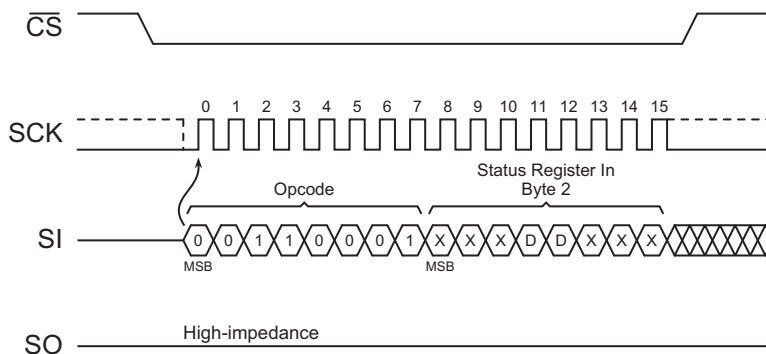 CS
0 1 2 3 4 5 6 7 8 9 10 11 12 13 14 15
SCK
Status Register In
Opcode Byte 2
SI 0 0 1 1 0 0 0 1 X X X D D X X X
MSB MSB
High-impedance
SO